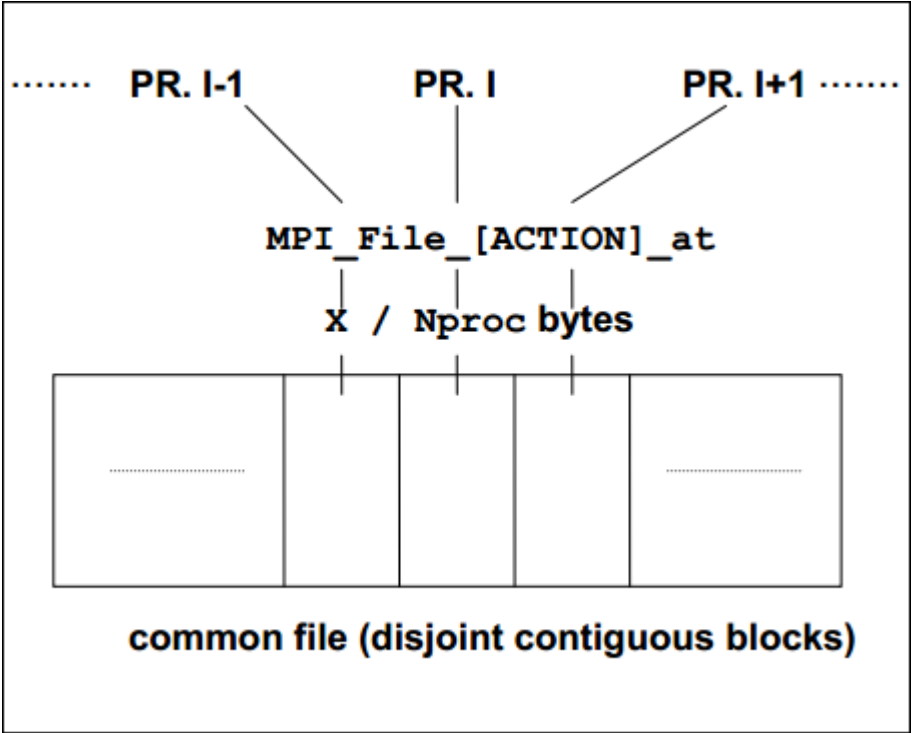 ....... PR. I-1 PR. I PR. I+1 .......
MPI_File_[ACTION]_at
X / Nproc bytes
common file (disjoint contiguous blocks)